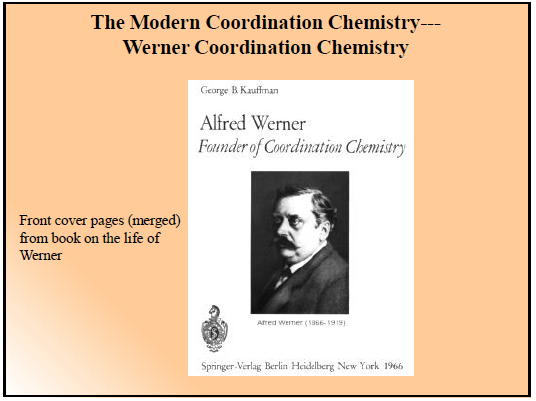 The Modern Coordination Chemistry---
Werner Coordination Chemistry
George B. Kauffman
Alfred Werner
Founder of Coordination Chemistry
Front cover pages (merged)
from book on the life of
Werner
Alfred Werner (1866-1919)
Springer-Verlag Berlin Heidelberg New York 1966